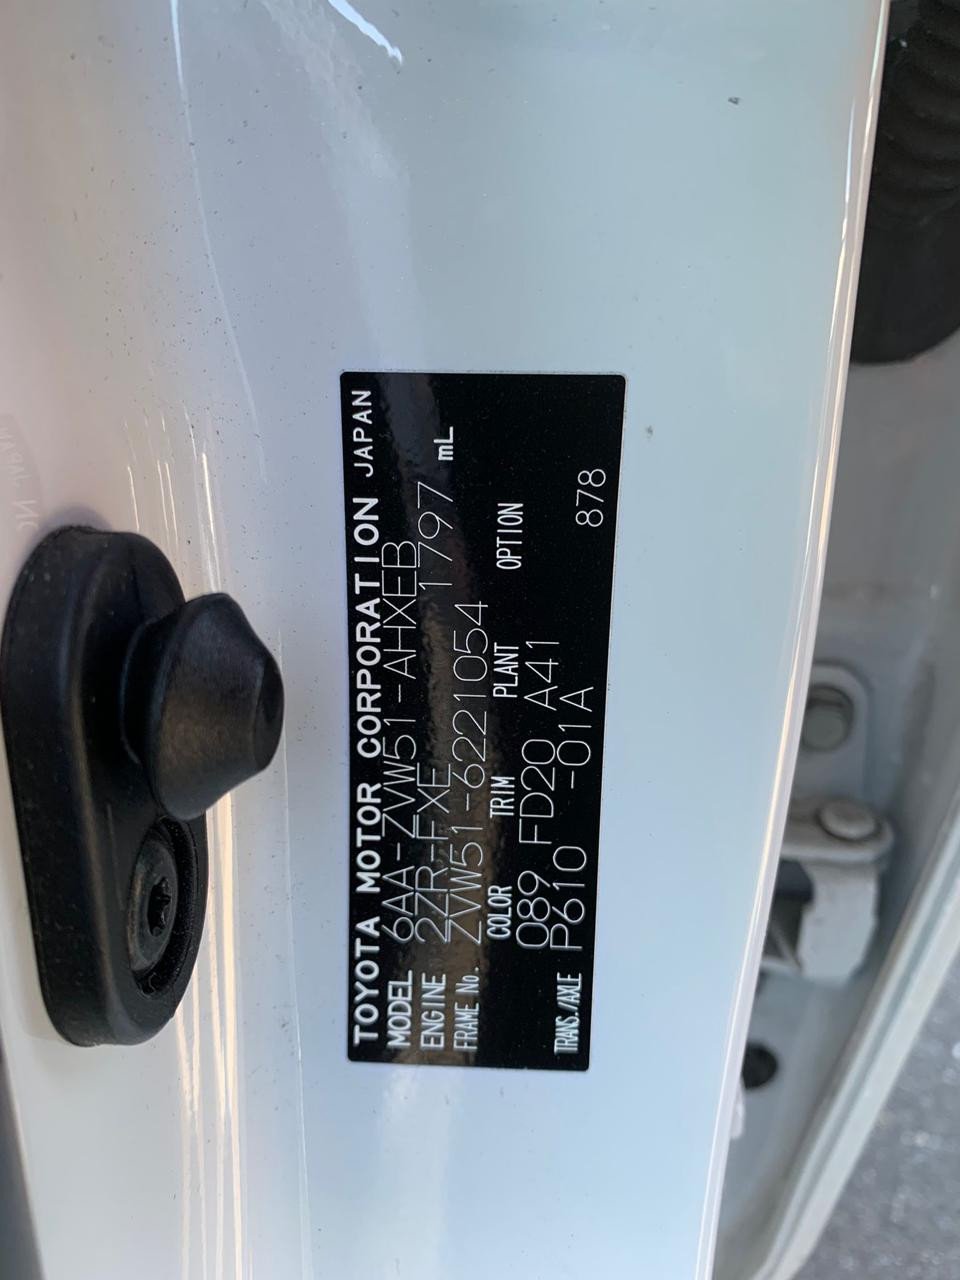 TOYOTA MOTOR CORPORATION JAPAN
MODEL 6AA-ZVW51-AHXEB
ENGINE 2ZR-FXE 1797 mL
FRAME No. ZVW51-6221054
COLOR TRIM PLANT OPTION
089 FD20 A41
TRANS./AXLE P610 -01A 878